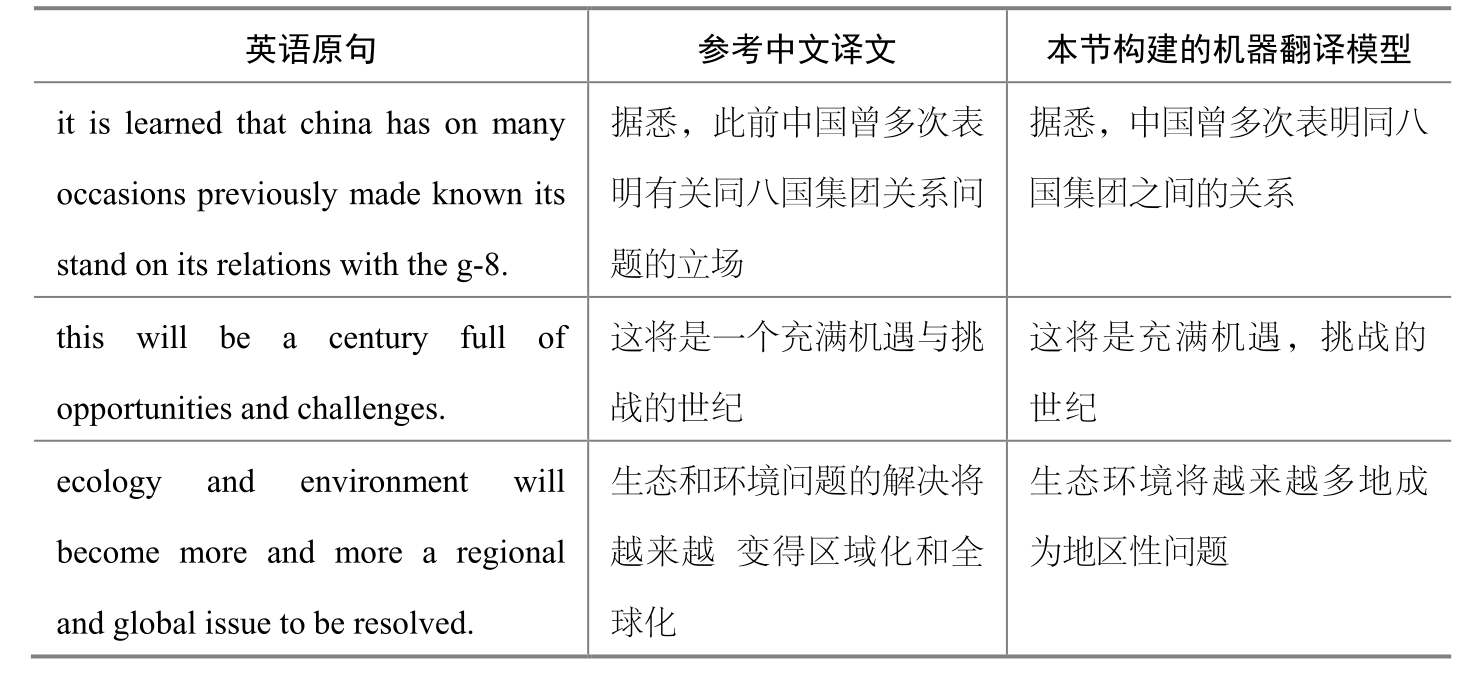 英语原句
参考中文译文
本节构建的机器翻译模型
it is learned that china has on many
occasions previously made known its
stand on its relations with the g-8.
据悉，此前中国曾多次表
明有关同八国集团关系问
题的立场
据悉，中国曾多次表明同八
国集团之间的关系
this will be a century full of
opportunities and challenges.
这将是一个充满机遇与挑
战的世纪
这将是充满机遇，挑战的
世纪
ecology and environment will
become more and more a regional
and global issue to be resolved.
生态和环境问题的解决将
越来越 变得区域化和全
球化
生态环境将越来越多地成
为地区性问题